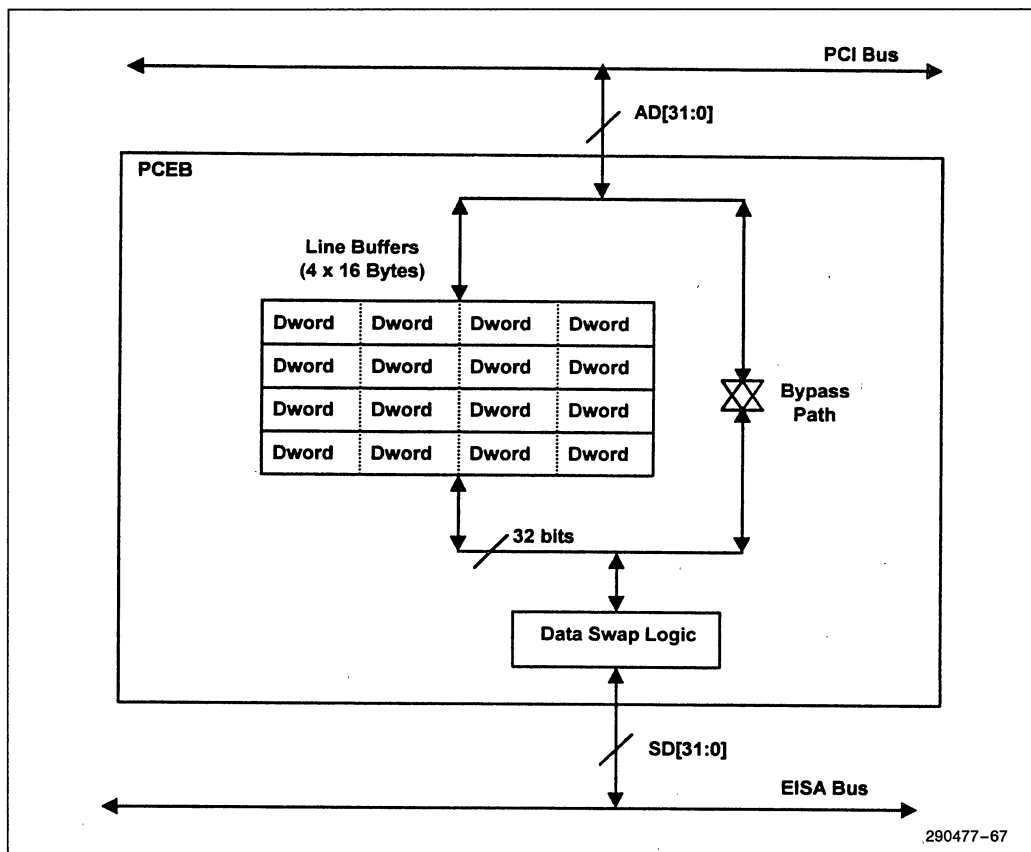 PCI Bus
AD[31:0]
PCEB
Line Buffers
(4 x 16 Bytes)
Dword Dword Dword Dword
Dword Dword Dword Dword
Dword Dword Dword Dword
Dword Dword Dword Dword
Bypass
Path
32 bits
Data Swap Logic
SD[31:0]
EISA Bus
290477-67